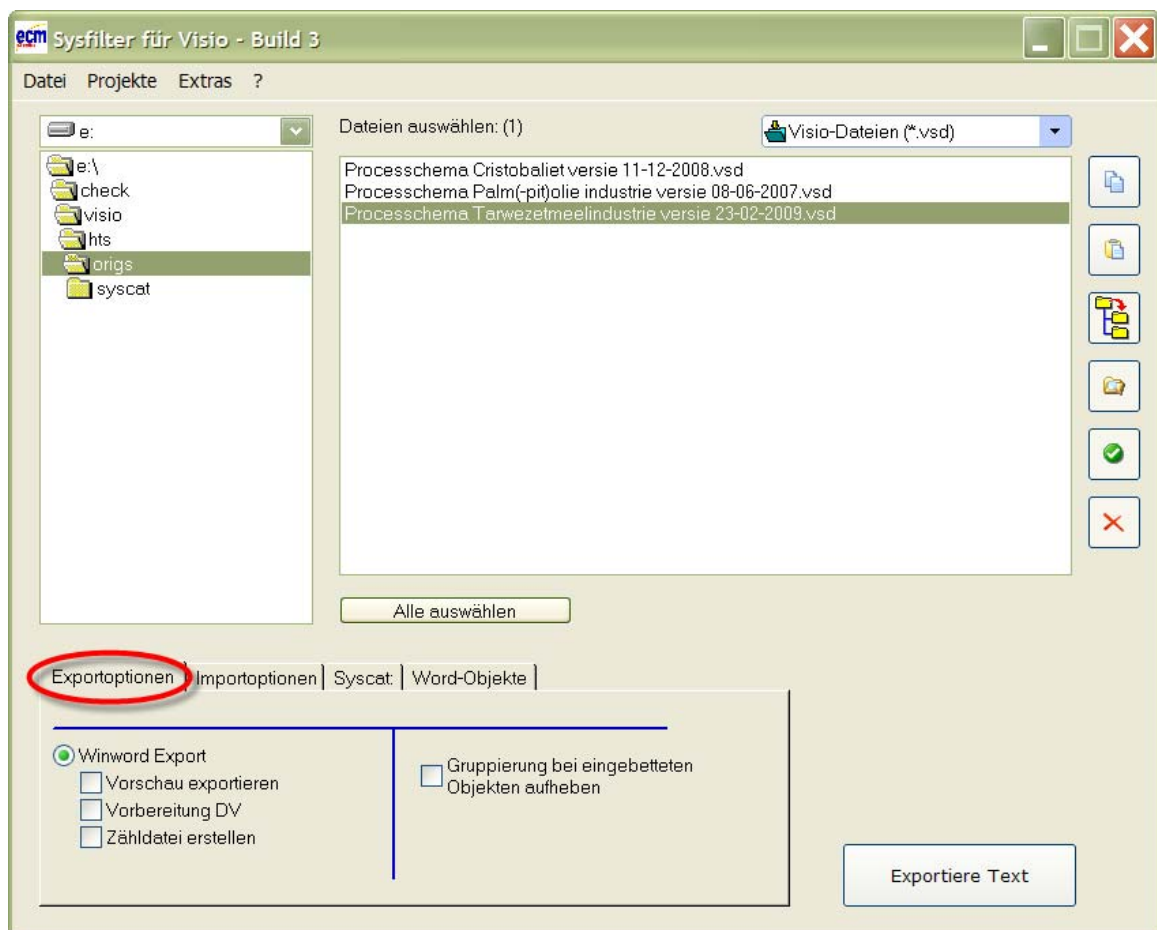 ecm Sysfilter für Visio - Build 3
Datei Projekte Extras ?
e:
Dateien auswählen: (1)
Visio-Dateien (*.vsd)
e:\
check
visio
hts
origs
syscat
Processchema Cristobaliet versie 11-12-2008.vsd
Processchema Palm(-pit)olie industrie versie 08-06-2007.vsd
Processchema Tarwezetmeelindustrie versie 23-02-2009.vsd
Alle auswählen
Exportoptionen Importoptionen Syscat: Word-Objekte
Winword Export
Vorschau exportieren
Vorbereitung DV
Zähldatei erstellen
Gruppierung bei eingebetteten
Objekten aufheben
Exportiere Text